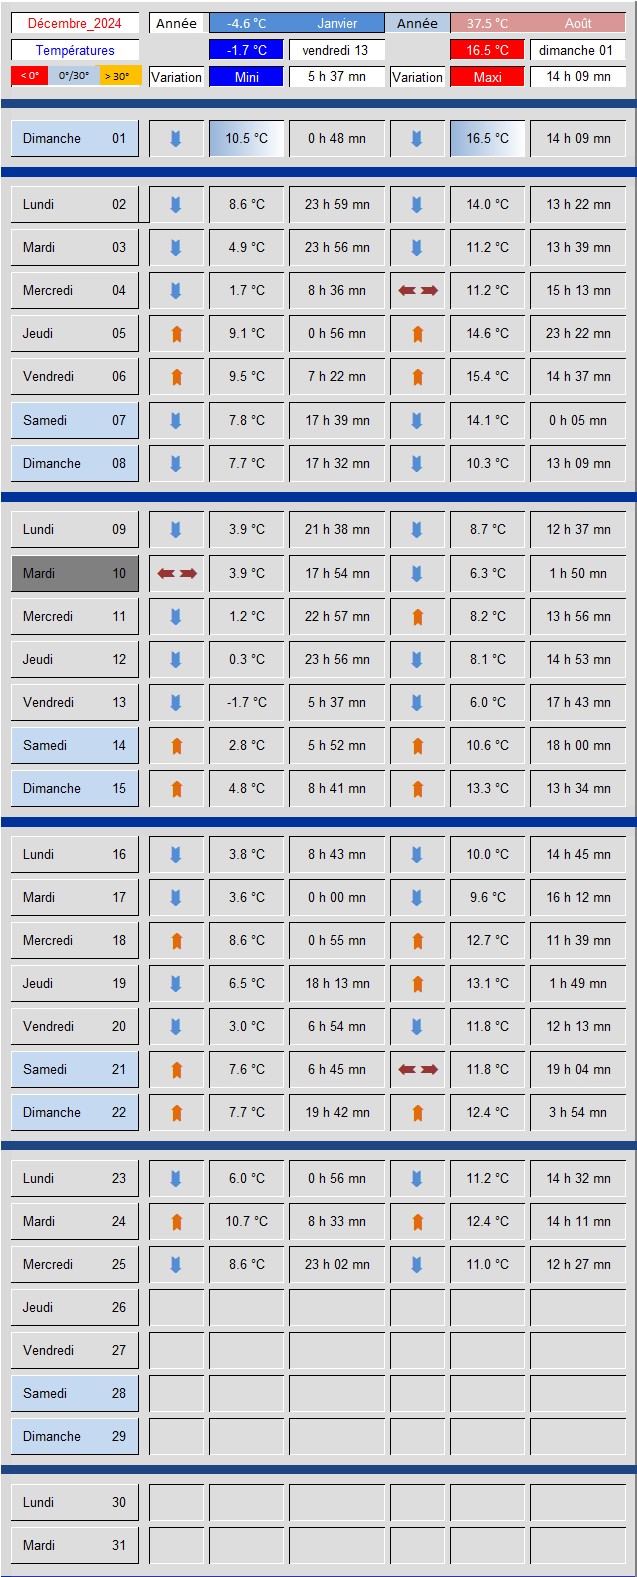 Décembre_2024 Année -4.6 °C Janvier Année 37.5 °C Août
Températures -1.7 °C vendredi 13 16.5 °C dimanche 01
< 0° 0°/30° > 30° Variation Mini 5 h 37 mn Variation Maxi 14 h 09 mn
Dimanche 01 10.5 °C 0 h 48 mn 16.5 °C 14 h 09 mn
Lundi 02 8.6 °C 23 h 59 mn 14.0 °C 13 h 22 mn
Mardi 03 4.9 °C 23 h 56 mn 11.2 °C 13 h 39 mn
Mercredi 04 1.7 °C 8 h 36 mn 11.2 °C 15 h 13 mn
Jeudi 05 9.1 °C 0 h 56 mn 14.6 °C 23 h 22 mn
Vendredi 06 9.5 °C 7 h 22 mn 15.4 °C 14 h 37 mn
Samedi 07 7.8 °C 17 h 39 mn 14.1 °C 0 h 05 mn
Dimanche 08 7.7 °C 17 h 32 mn 10.3 °C 13 h 09 mn
Lundi 09 3.9 °C 21 h 38 mn 8.7 °C 12 h 37 mn
Mardi 10 3.9 °C 17 h 54 mn 6.3 °C 1 h 50 mn
Mercredi 11 1.2 °C 22 h 57 mn 8.2 °C 13 h 56 mn
Jeudi 12 0.3 °C 23 h 56 mn 8.1 °C 14 h 53 mn
Vendredi 13 -1.7 °C 5 h 37 mn 6.0 °C 17 h 43 mn
Samedi 14 2.8 °C 5 h 52 mn 10.6 °C 18 h 00 mn
Dimanche 15 4.8 °C 8 h 41 mn 13.3 °C 13 h 34 mn
Lundi 16 3.8 °C 8 h 43 mn 10.0 °C 14 h 45 mn
Mardi 17 3.6 °C 0 h 00 mn 9.6 °C 16 h 12 mn
Mercredi 18 8.6 °C 0 h 55 mn 12.7 °C 11 h 39 mn
Jeudi 19 6.5 °C 18 h 13 mn 13.1 °C 1 h 49 mn
Vendredi 20 3.0 °C 6 h 54 mn 11.8 °C 12 h 13 mn
Samedi 21 7.6 °C 6 h 45 mn 11.8 °C 19 h 04 mn
Dimanche 22 7.7 °C 19 h 42 mn 12.4 °C 3 h 54 mn
Lundi 23 6.0 °C 0 h 56 mn 11.2 °C 14 h 32 mn
Mardi 24 10.7 °C 8 h 33 mn 12.4 °C 14 h 11 mn
Mercredi 25 8.6 °C 23 h 02 mn 11.0 °C 12 h 27 mn
Jeudi 26
Vendredi 27
Samedi 28
Dimanche 29
Lundi 30
Mardi 31